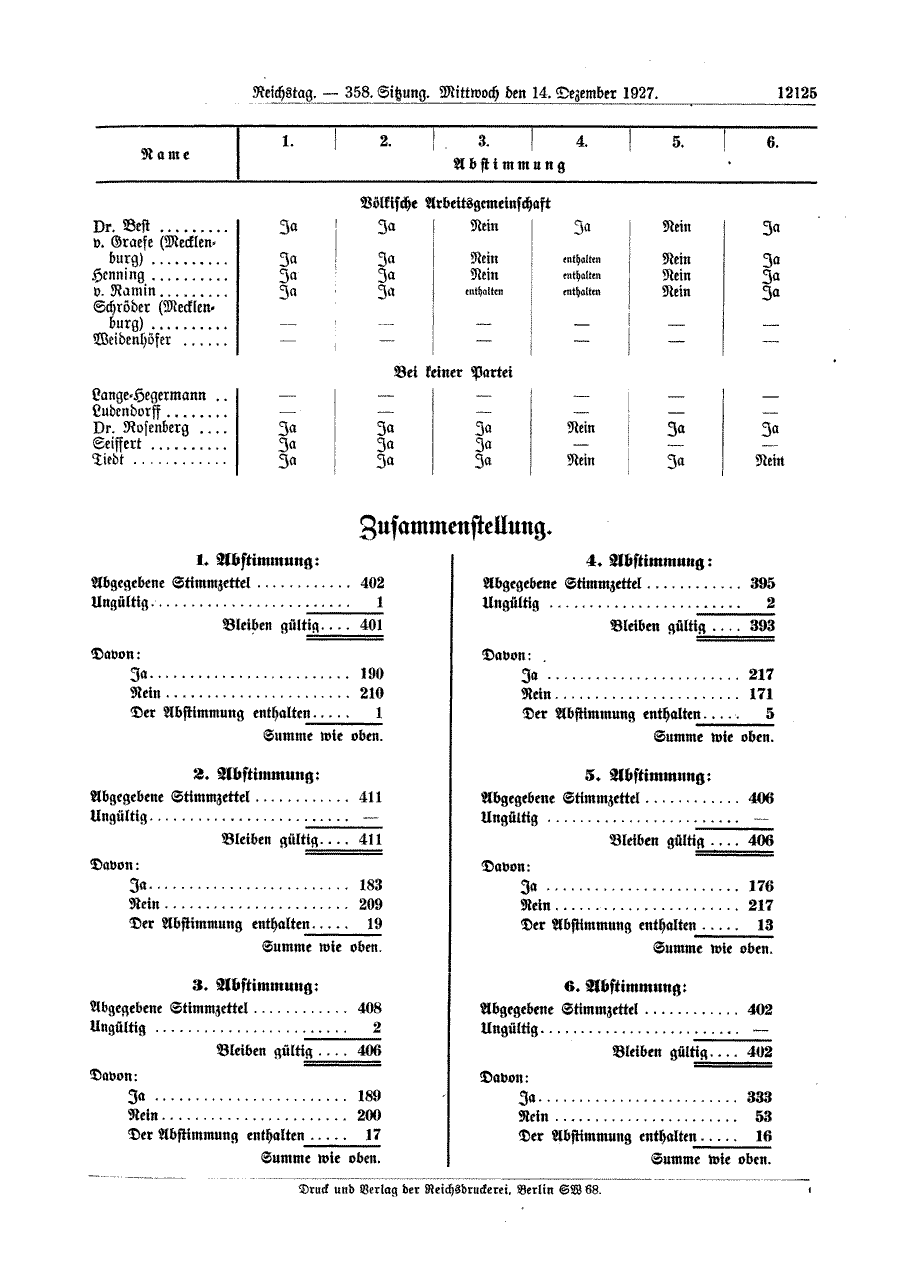 Reichstag. — 358. Sitzung. Mittwoch den 14. Dezember 1927. 12125
Name 1. 2. 3. 4. 5. 6.
Abstimmung
Völkische Arbeitsgemeinschaft
Dr. Best ......... Ja Ja Nein Ja Nein Ja
v. Graefe (Mecklen-
burg) .......... Ja Ja Nein enthalten Nein Ja
Henning .......... Ja Ja Nein enthalten Nein Ja
v. Ramin......... Ja Ja enthalten enthalten Nein Ja
Schröder (Mecklen-
burg) .......... — — — — — —
Weidenhöfer ...... — — — — — —
Bei keiner Partei
Lange-Hegermann .. — — — — — —
Ludendorff ........ — — — — — —
Dr. Rosenberg .... Ja Ja Ja Nein Ja Ja
Seiffert .......... Ja Ja Ja — — —
Tiedt ............ Ja Ja Ja Nein Ja Nein
Zusammenstellung.
1. Abstimmung:
Abgegebene Stimmzettel ............ 402
Ungültig......................... 1
Bleiben gültig.... 401
Davon:
Ja......................... 190
Nein ....................... 210
Der Abstimmung enthalten..... 1
Summe wie oben.
2. Abstimmung:
Abgegebene Stimmzettel ............ 411
Ungültig......................... —
Bleiben gültig.... 411
Davon:
Ja......................... 183
Nein ....................... 209
Der Abstimmung enthalten..... 19
Summe wie oben.
3. Abstimmung:
Abgegebene Stimmzettel ............ 408
Ungültig ........................ 2
Bleiben gültig .... 406
Davon:
Ja ........................ 189
Nein....................... 200
Der Abstimmung enthalten ..... 17
Summe wie oben.
4. Abstimmung:
Abgegebene Stimmzettel ............ 395
Ungültig ........................ 2
Bleiben gültig .... 393
Davon:
Ja ........................ 217
Nein....................... 171
Der Abstimmung enthalten..... 5
Summe wie oben.
5. Abstimmung:
Abgegebene Stimmzettel ............ 406
Ungültig ........................ —
Bleiben gültig .... 406
Davon:
Ja ........................ 176
Nein....................... 217
Der Abstimmung enthalten ..... 13
Summe wie oben.
6. Abstimmung:
Abgegebene Stimmzettel ............ 402
Ungültig......................... —
Bleiben gültig.... 402
Davon:
Ja......................... 333
Nein ....................... 53
Der Abstimmung enthalten..... 16
Summe wie oben.
Druck und Verlag der Reichsdruckerei, Berlin SW 68.